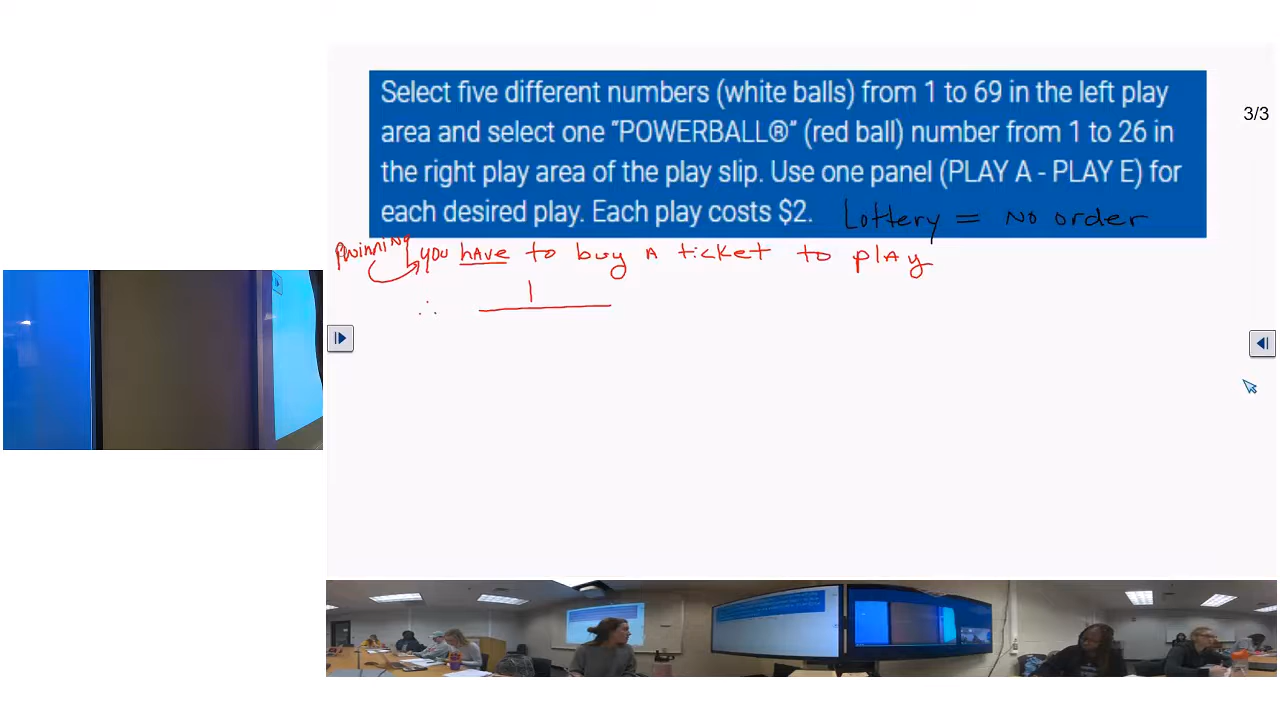 Select five different numbers (white balls) from 1 to 69 in the left play
area and select one "POWERBALL®" (red ball) number from 1 to 26 in
the right play area of the play slip. Use one panel (PLAY A - PLAY E) for
each desired play. Each play costs $2. Lottery = No order
3/3
you HAVE to buy A ticket to plAy
∴ 1